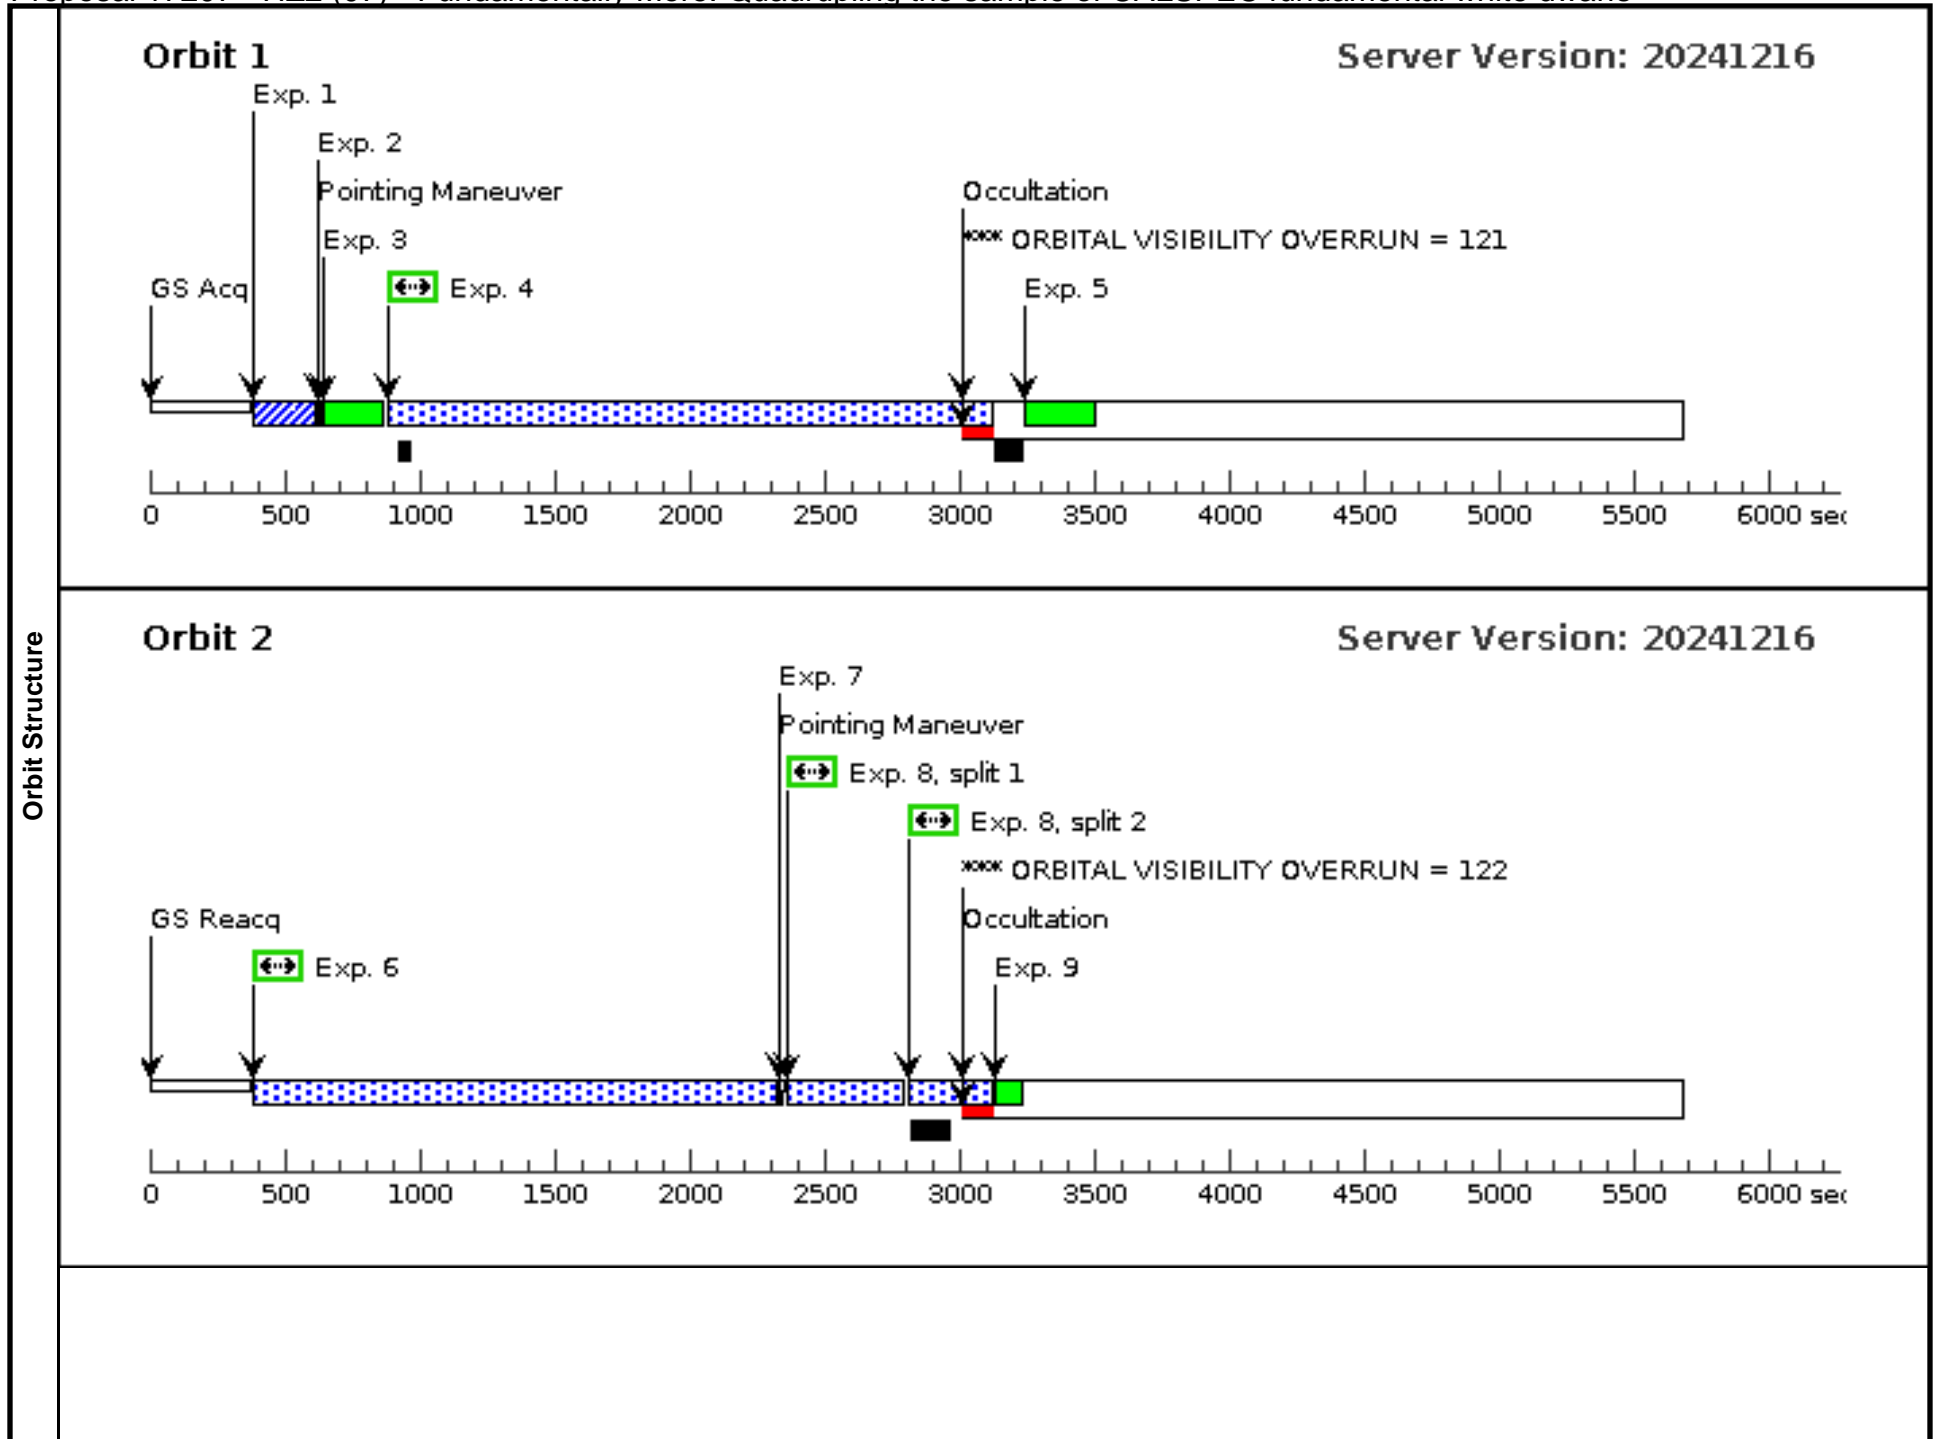 Orbit Structure
Orbit 1
Server Version: 20241216
Exp. 1
Exp. 2
Pointing Maneuver
Occultation
Exp. 3
*** ORBITAL VISIBILITY OVERRUN = 121
GS Acq
Exp. 4
Exp. 5
0 500 1000 1500 2000 2500 3000 3500 4000 4500 5000 5500 6000
Orbit 2
Server Version: 20241216
Exp. 7
Pointing Maneuver
Exp. 8, split 1
Exp. 8, split 2
*** ORBITAL VISIBILITY OVERRUN = 122
GS Reacq
Occultation
Exp. 6
Exp. 9
0 500 1000 1500 2000 2500 3000 3500 4000 4500 5000 5500 6000